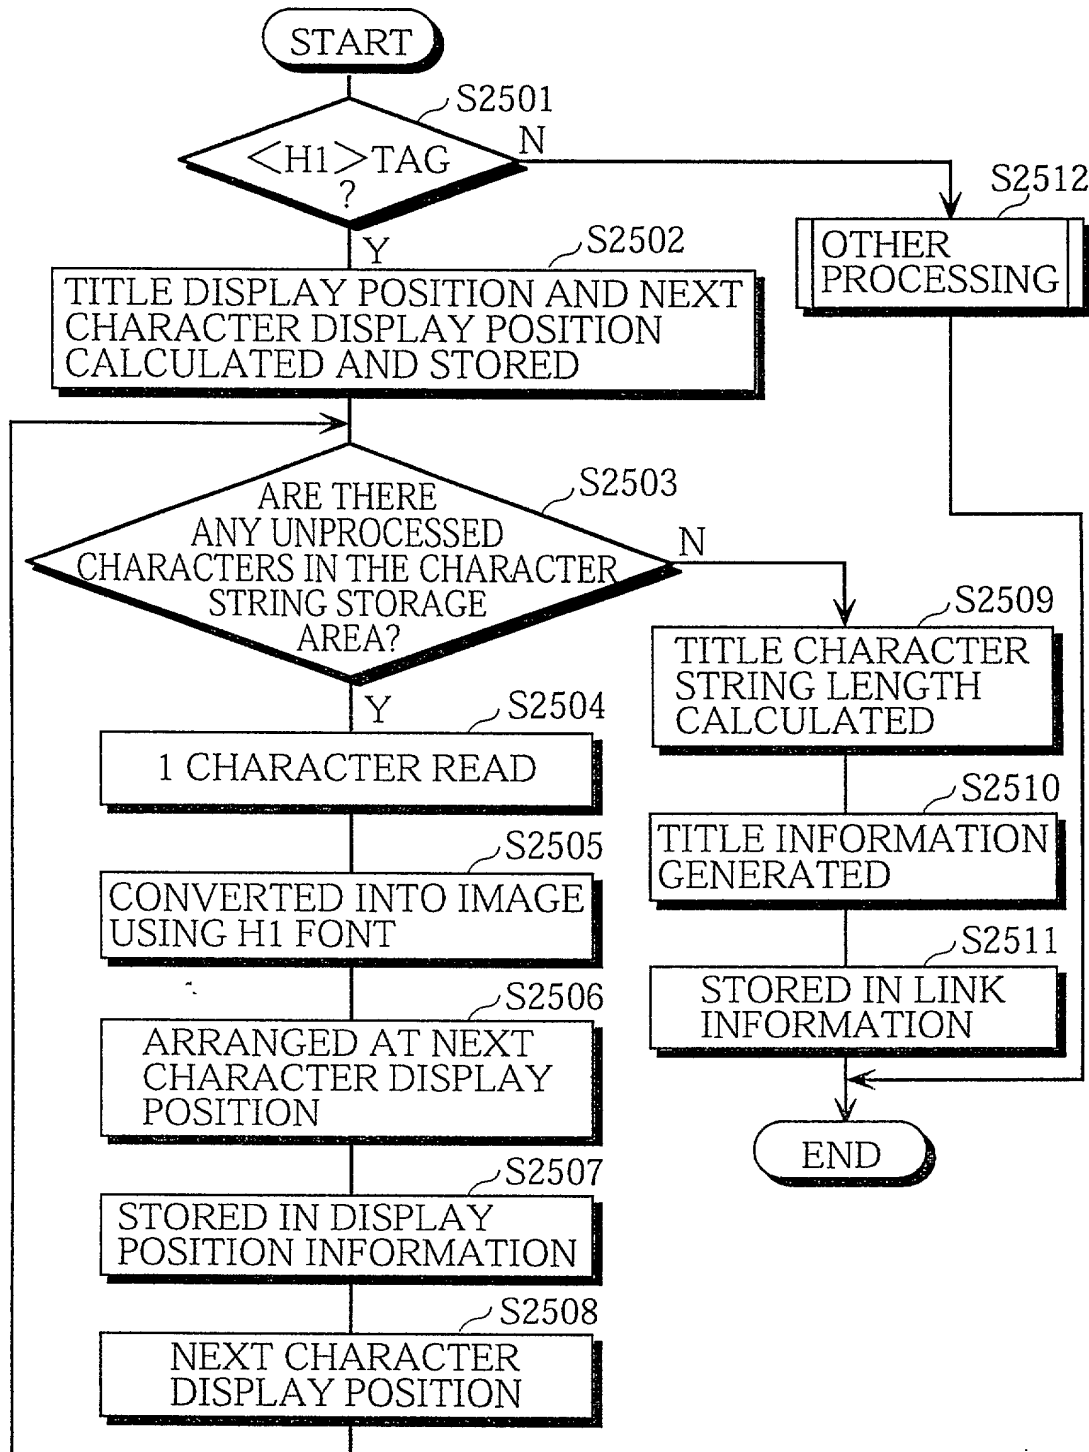 START
S2501
<H1>TAG
?
N
Y
S2512
OTHER
PROCESSING
S2502
TITLE DISPLAY POSITION AND NEXT
CHARACTER DISPLAY POSITION
CALCULATED AND STORED
S2503
ARE THERE
ANY UNPROCESSED
CHARACTERS IN THE CHARACTER
STRING STORAGE
AREA?
N
Y
S2504
1 CHARACTER READ
S2505
CONVERTED INTO IMAGE
USING H1 FONT
S2506
ARRANGED AT NEXT
CHARACTER DISPLAY
POSITION
S2507
STORED IN DISPLAY
POSITION INFORMATION
S2508
NEXT CHARACTER
DISPLAY POSITION
S2509
TITLE CHARACTER
STRING LENGTH
CALCULATED
S2510
TITLE INFORMATION
GENERATED
S2511
STORED IN LINK
INFORMATION
END